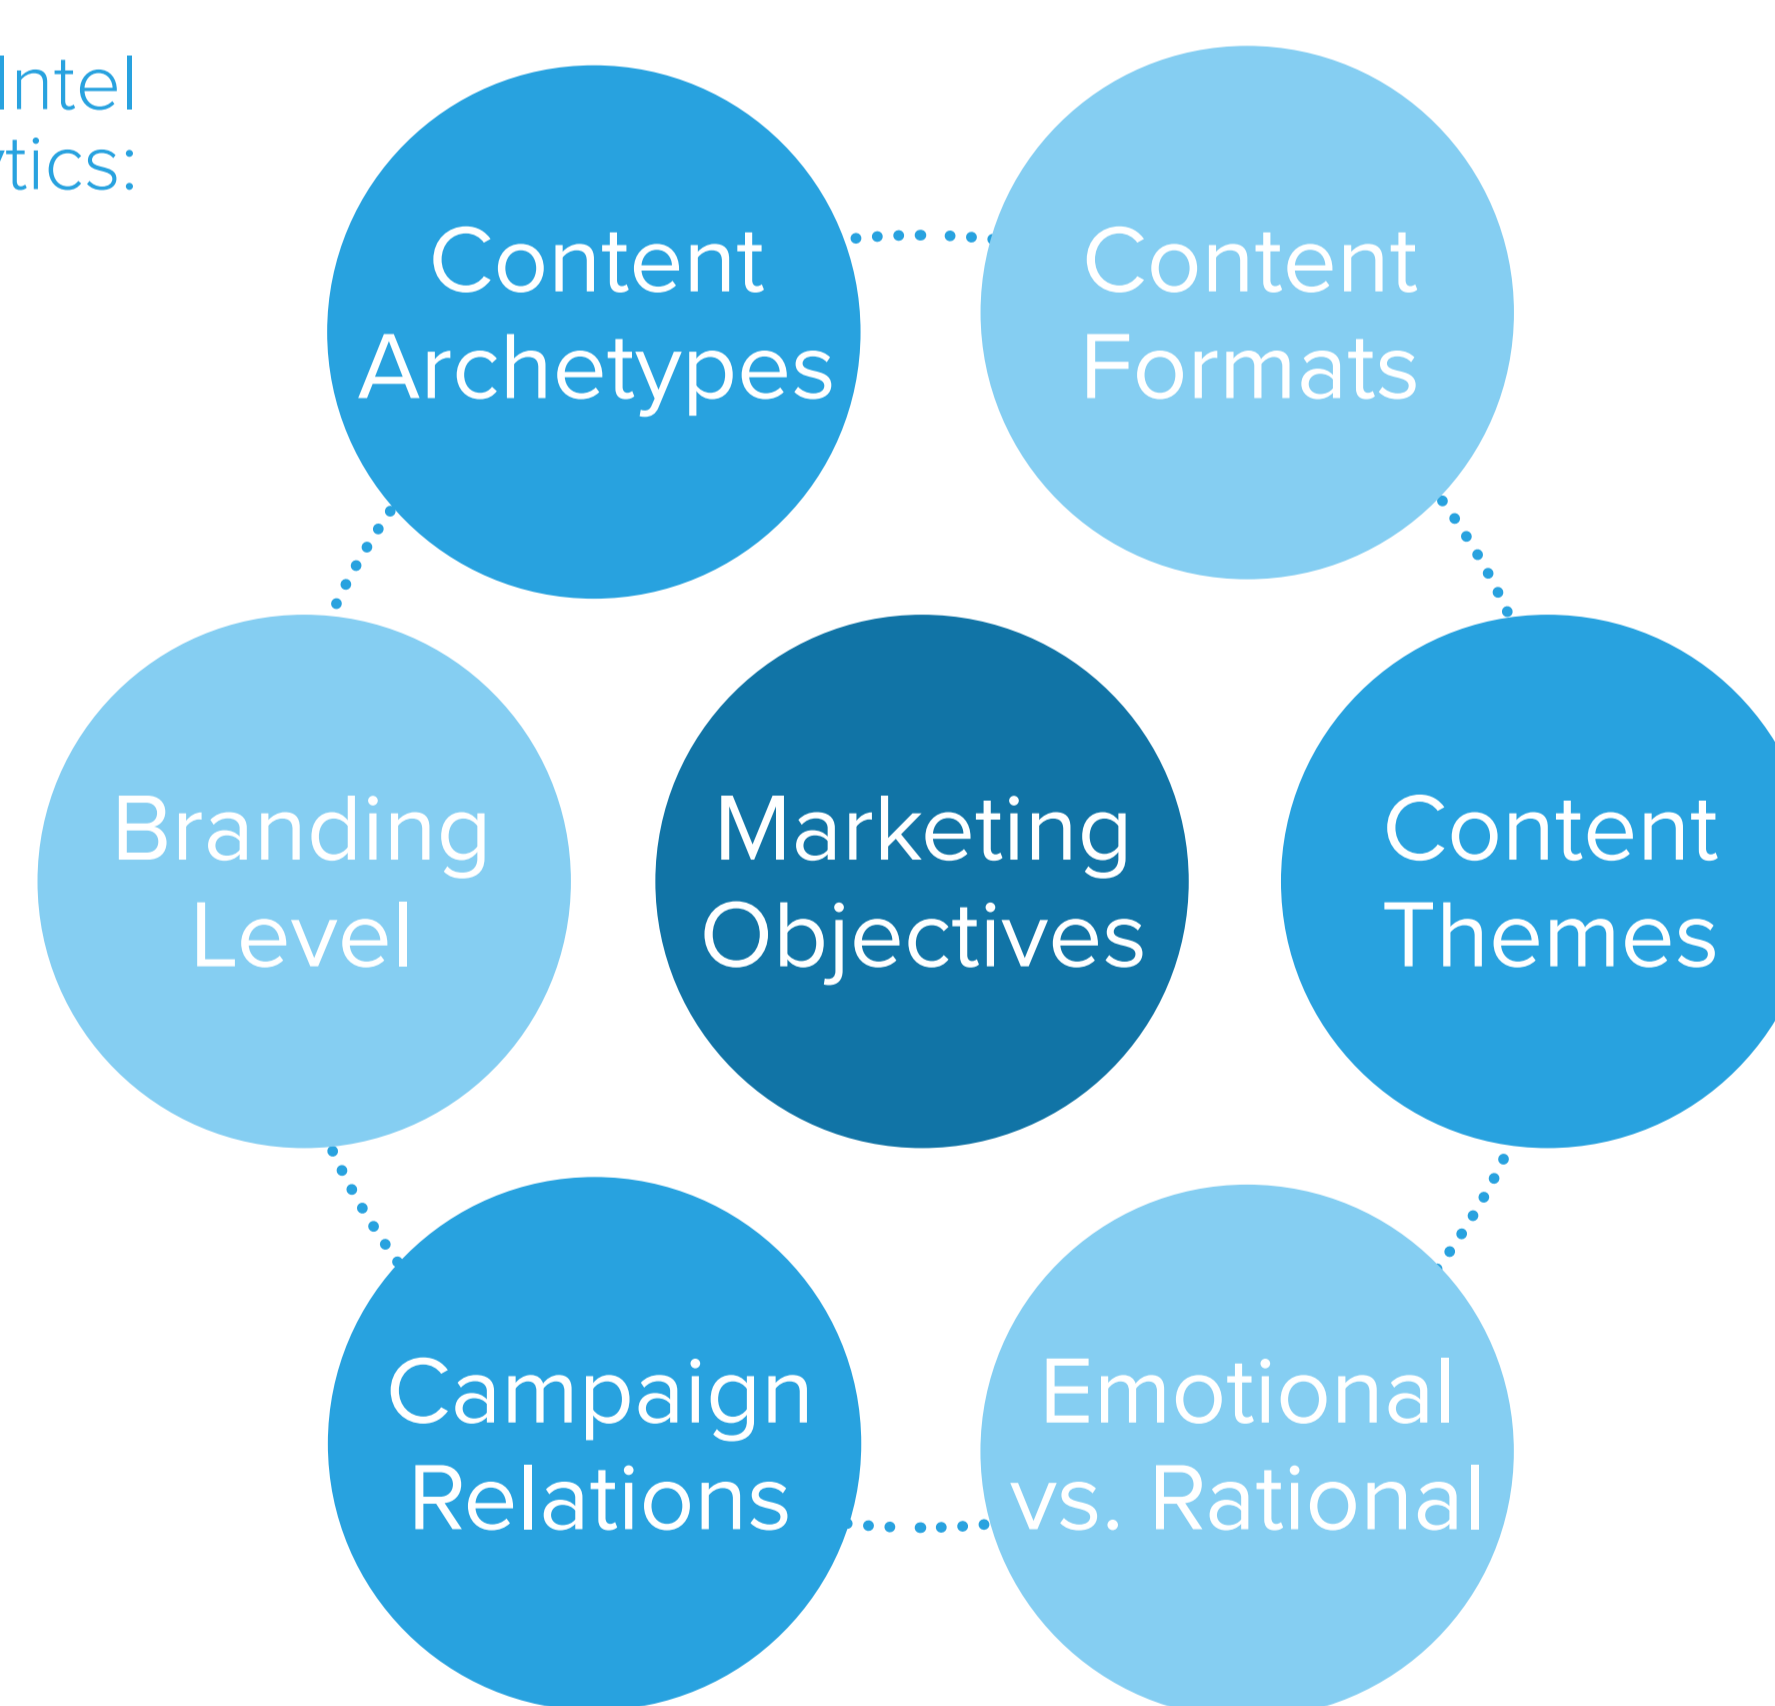 Intel
tics:
Content
Archetypes
Content
Formats
Branding
Level
Marketing
Objectives
Content
Themes
Campaign
Relations
Emotional
vs. Rational